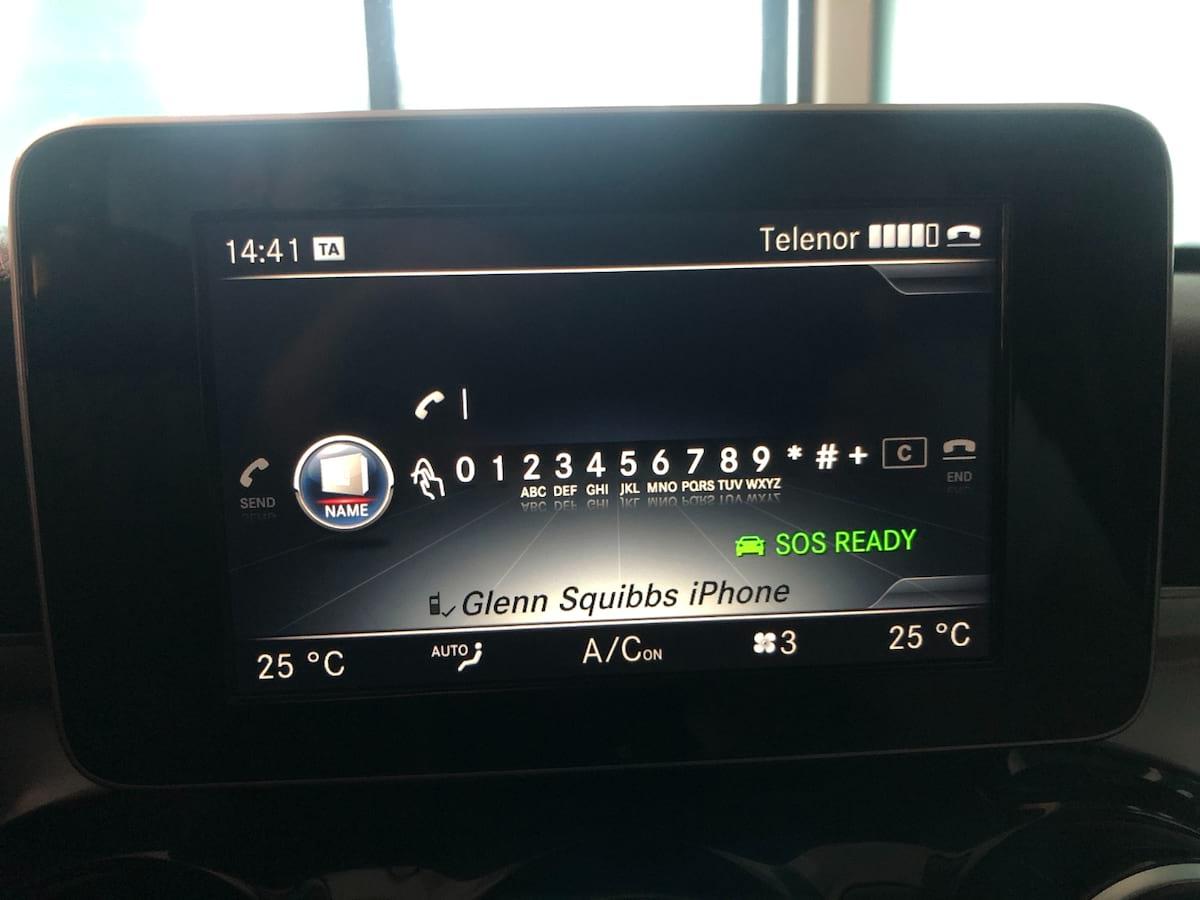 14:41 TA Telenor
0 1 2 3 4 5 6 7 8 9 * # + C
SEND NAME ABC DEF GHI JKL MNO PQRS TUV WXYZ END
SOS READY
Glenn Squibbs iPhone
25 °C AUTO A/C ON 3 25 °C